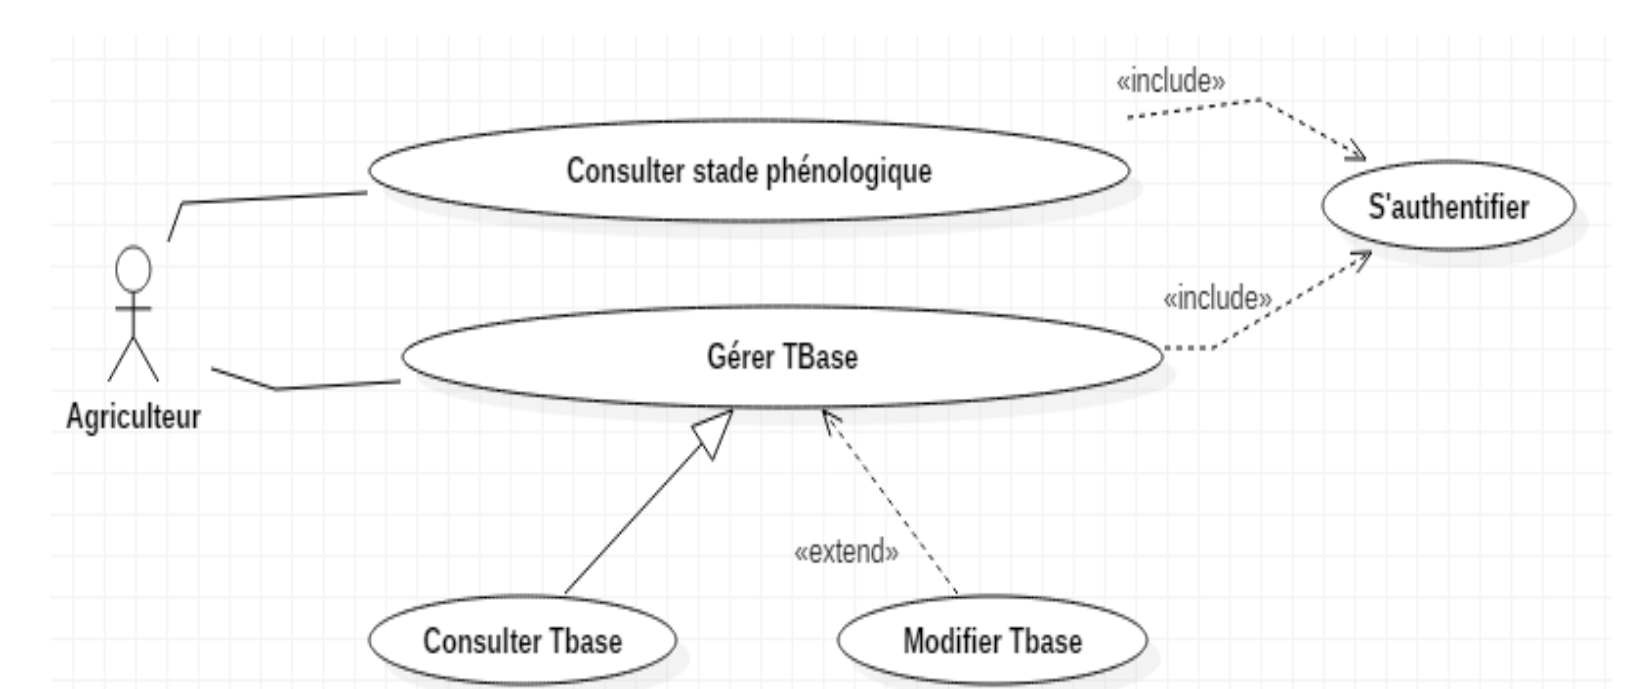 «include»
Consulter stade phénologique
S'authentifier
«include»
Gérer TBase
Agriculteur
«extend»
Consulter Tbase
Modifier Tbase